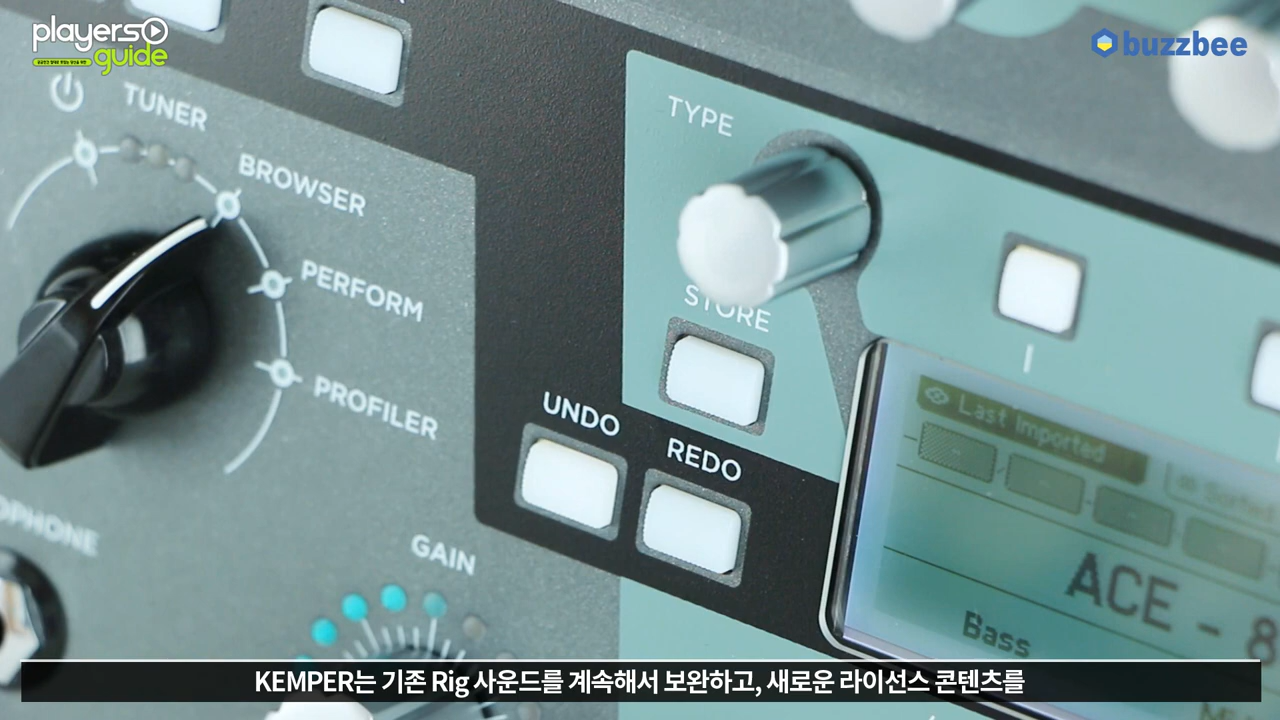 players
guide
buzzbee
TUNER
BROWSER
PERFORM
PROFILER
TYPE
STORE
UNDO
REDO
GAIN
Last Imported
Sorted
ACE - 8
Bass
KEMPER는 기존 Rig 사운드를 계속해서 보완하고, 새로운 라이선스 콘텐츠를